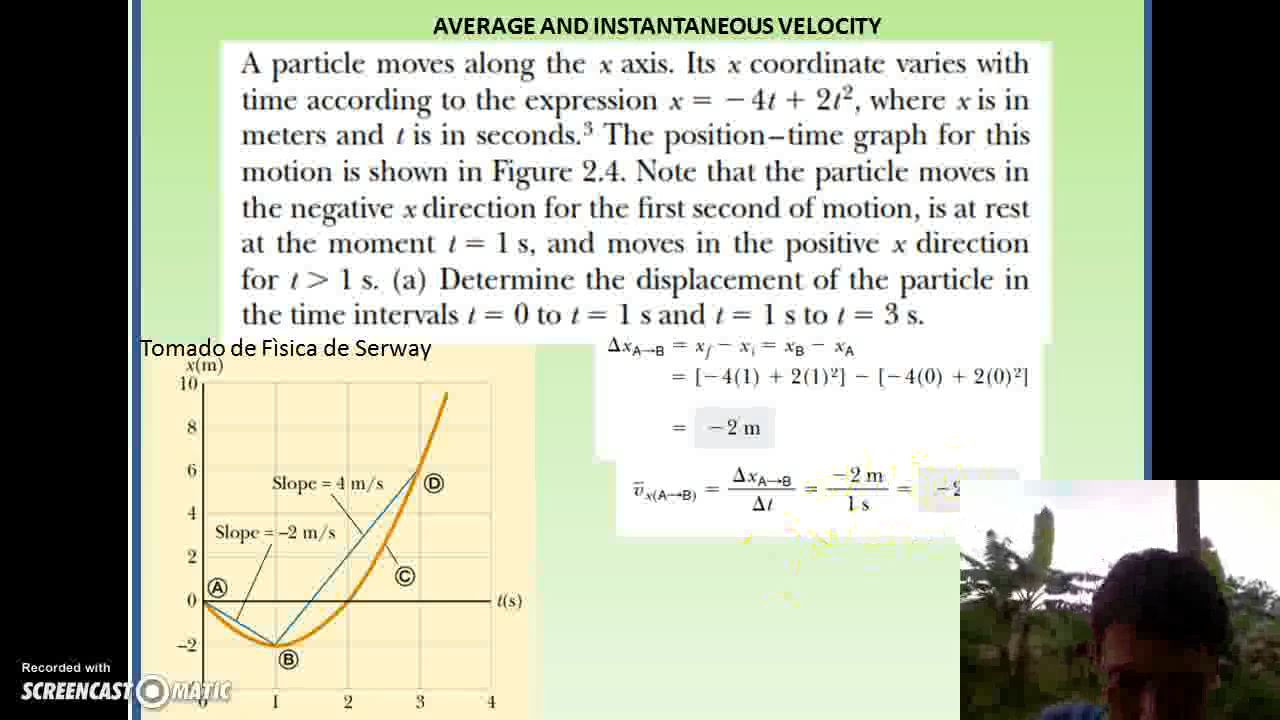 AVERAGE AND INSTANTANEOUS VELOCITY
A particle moves along the x axis. Its x coordinate varies with
time according to the expression x = −4t + 2t², where x is in
meters and t is in seconds.³ The position–time graph for this
motion is shown in Figure 2.4. Note that the particle moves in
the negative x direction for the first second of motion, is at rest
at the moment t = 1 s, and moves in the positive x direction
for t > 1 s. (a) Determine the displacement of the particle in
the time intervals t = 0 to t = 1 s and t = 1 s to t = 3 s.
Tomado de Fìsica de Serway
Δx_A→B = x_f − x_i = x_B − x_A
= [−4(1) + 2(1)²] − [−4(0) + 2(0)²]
= −2 m
v̄_x(A→B) = Δx_A→B / Δt = −2 m / 1 s = −2
x(m)
10
8
6
4
2
0
−2
Slope = 4 m/s
Slope = −2 m/s
A
B
C
D
t(s)
0 1 2 3 4
Recorded with
SCREENCAST MATIC